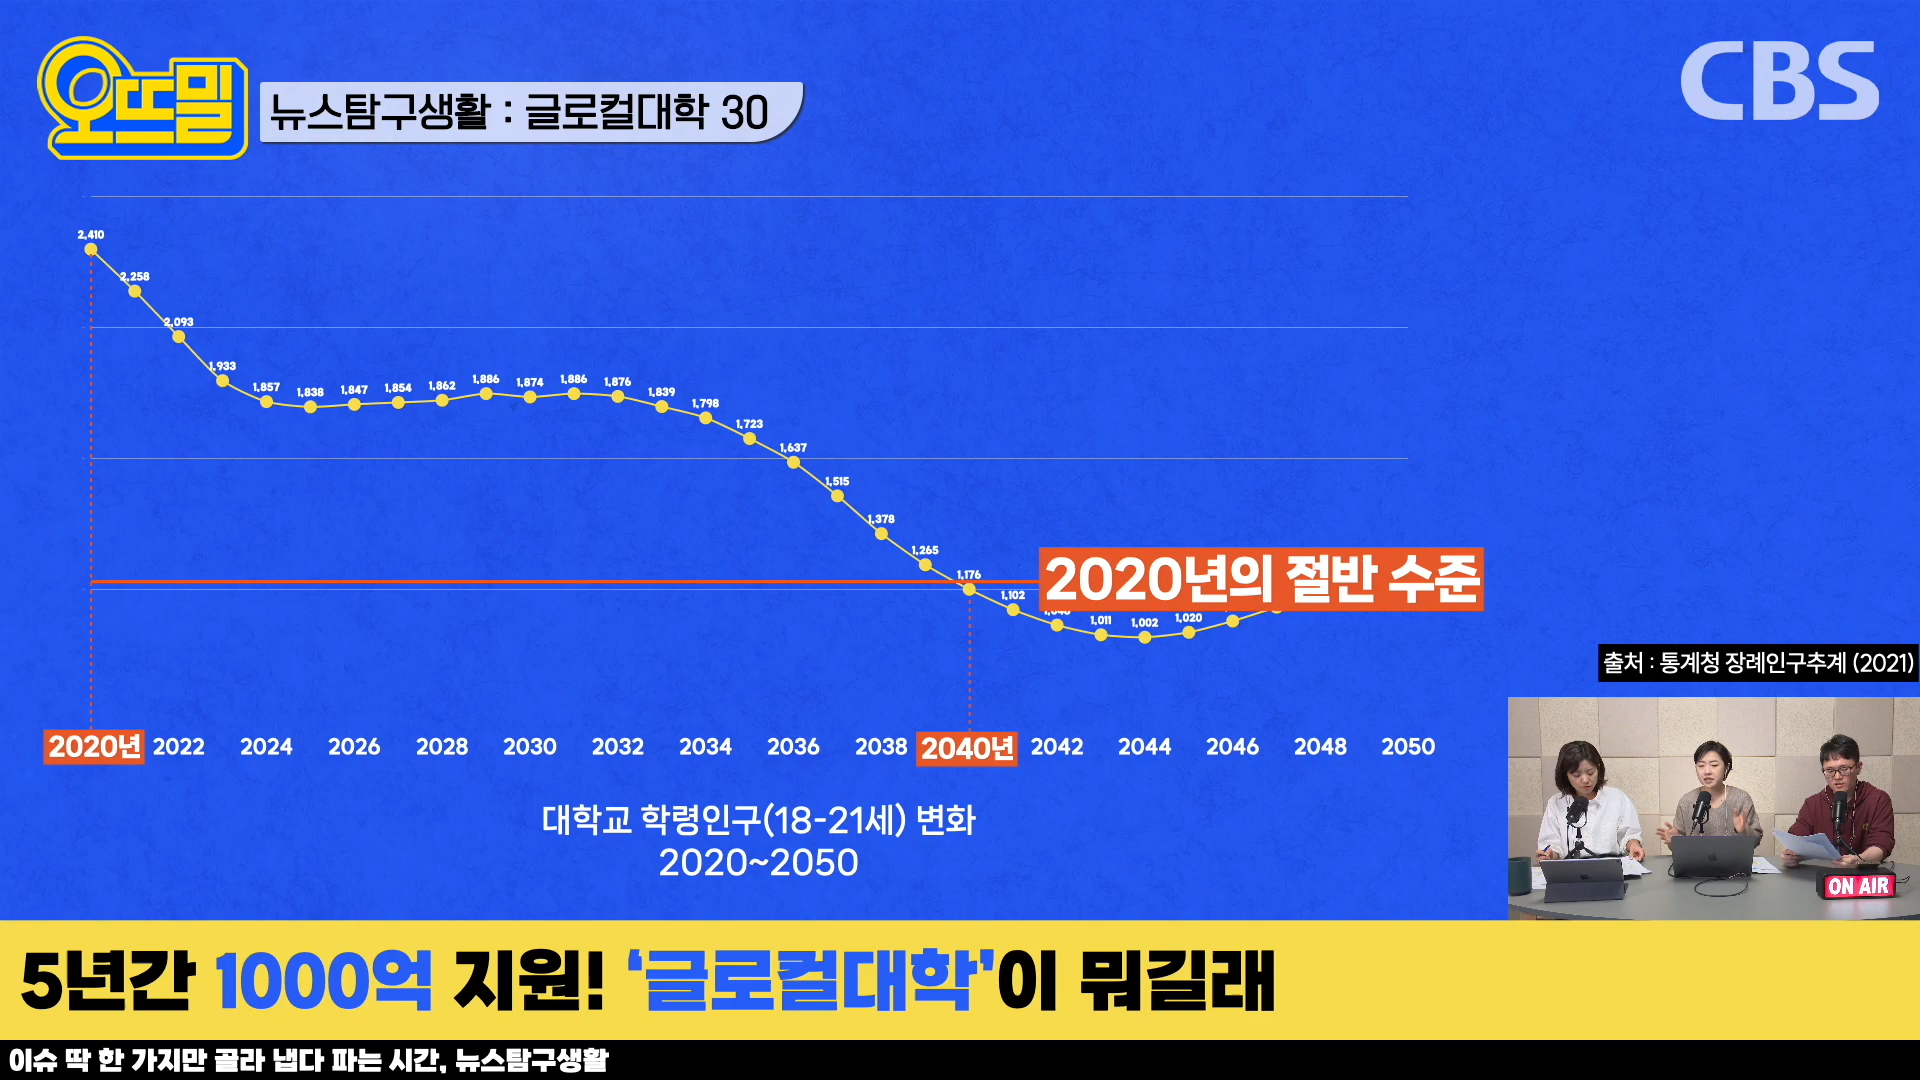 오뜨밀
뉴스탐구생활 : 글로컬대학 30
CBS
2,410
2,258
2,093
1,933
1,857
1,838
1,847
1,854
1,862
1,886
1,874
1,886
1,876
1,839
1,798
1,723
1,637
1,515
1,378
1,265
1,176
1,102
1,011
1,002
1,020
2020년의 절반 수준
출처 : 통계청 장례인구추계 (2021)
2020년 2022 2024 2026 2028 2030 2032 2034 2036 2038 2040년 2042 2044 2046 2048 2050
대학교 학령인구(18-21세) 변화
2020~2050
ON AIR
5년간 1000억 지원! ‘글로컬대학’이 뭐길래
이슈 딱 한 가지만 골라 냅다 파는 시간, 뉴스탐구생활